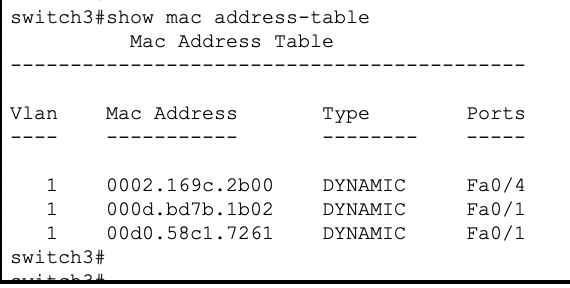 switch3#show mac address-table
Mac Address Table
-------------------------------------------
Vlan Mac Address Type Ports
---- ----------- -------- -----
1 0002.169c.2b00 DYNAMIC Fa0/4
1 000d.bd7b.1b02 DYNAMIC Fa0/1
1 00d0.58c1.7261 DYNAMIC Fa0/1
switch3#
switch3#